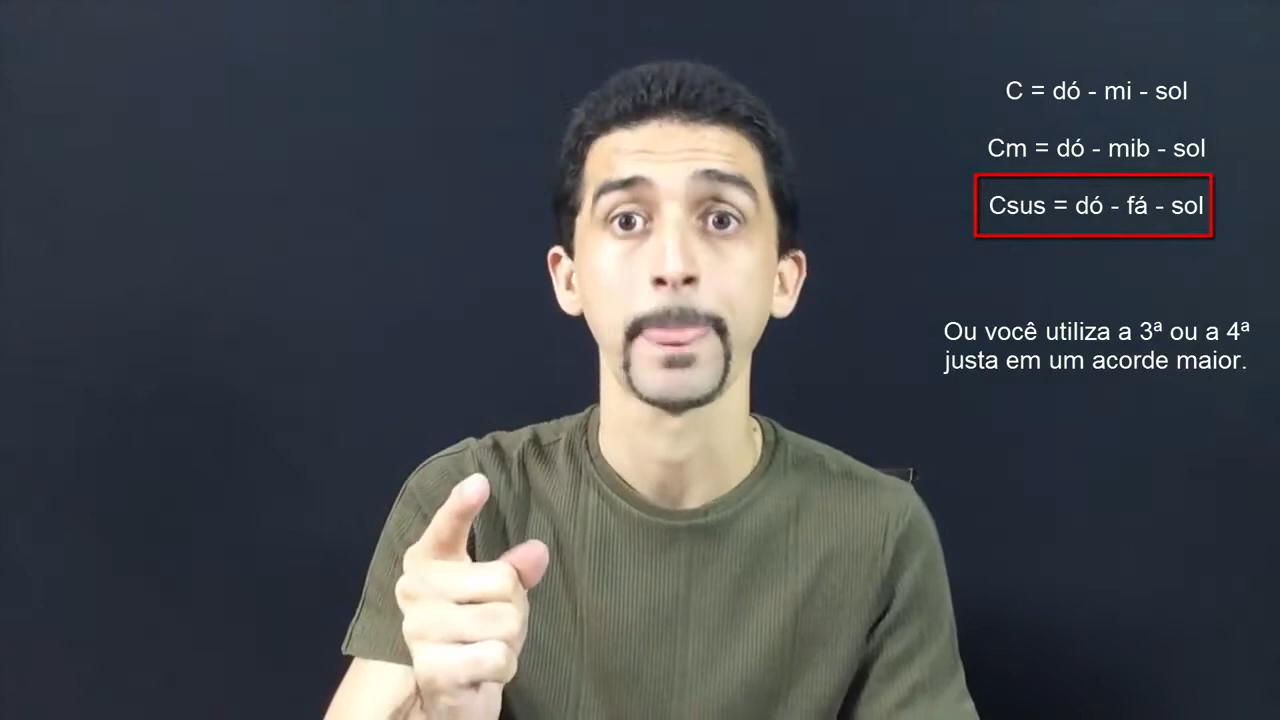 C = dó - mi - sol
Cm = dó - mib - sol
Csus = dó - fá - sol
Ou você utiliza a 3ª ou a 4ª
justa em um acorde maior.